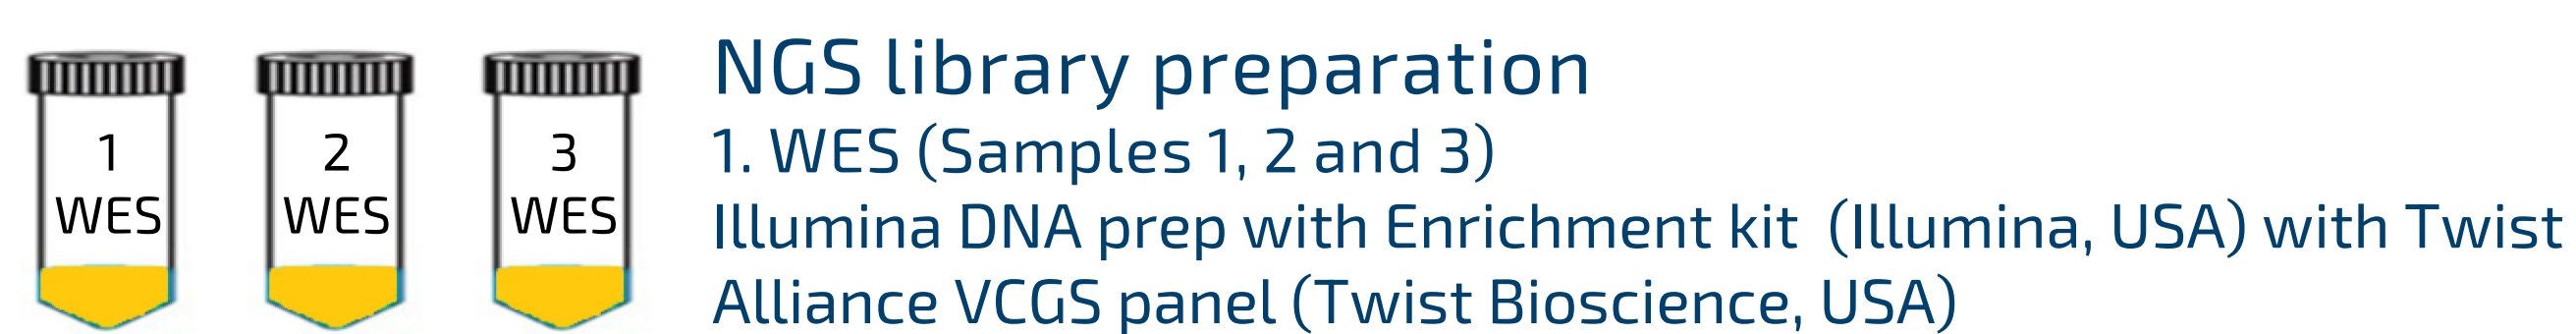 1
WES
2
WES
3
WES
NGS library preparation
1. WES (Samples 1, 2 and 3)
Illumina DNA prep with Enrichment kit  (Illumina, USA) with Twist
Alliance VCGS panel (Twist Bioscience, USA)